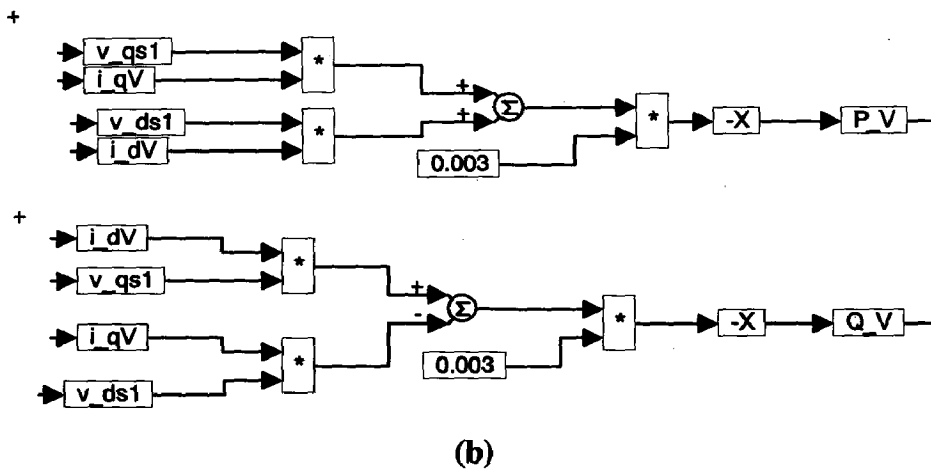 +
v_qs1
i_qV
*
+
+
Σ
v_ds1
i_dV
*
0.003
*
-X
P_V
+
i_dV
v_qs1
*
+
-
Σ
i_qV
v_ds1
*
0.003
*
-X
Q_V
(b)